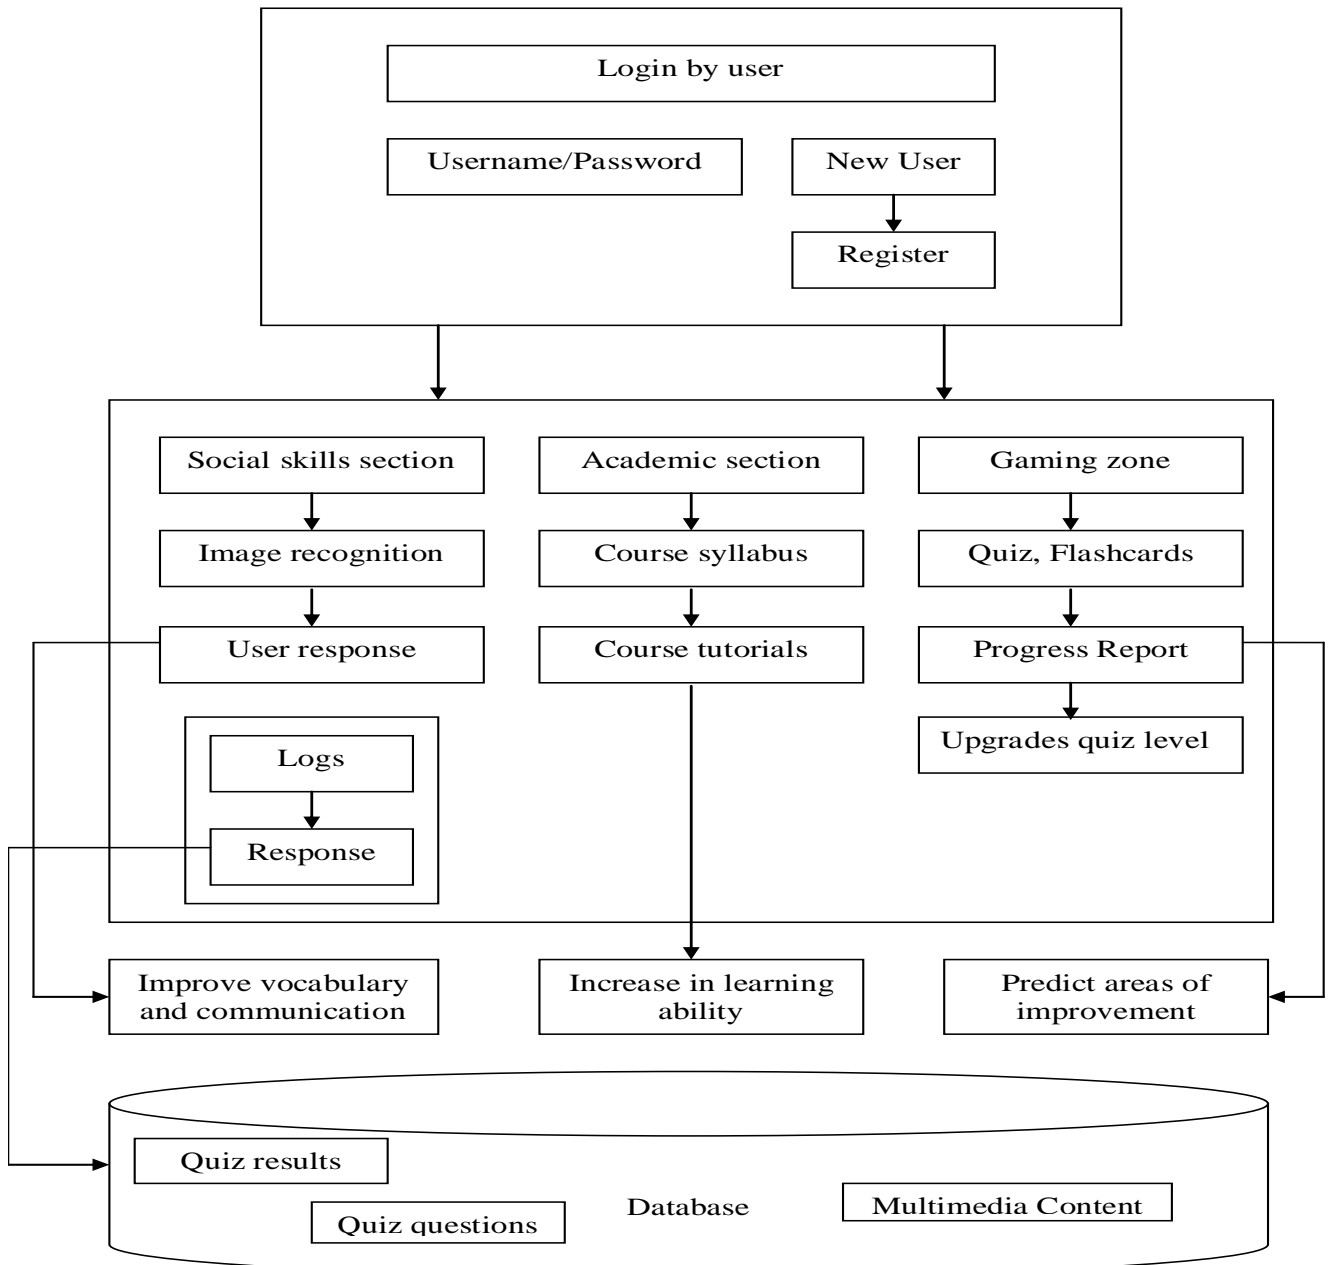 Login by user
Username/Password
New User
Register
Social skills section
Academic section
Gaming zone
Image recognition
Course syllabus
Quiz, Flashcards
User response
Course tutorials
Progress Report
Upgrades quiz level
Logs
Response
Improve vocabulary
and communication
Increase in learning
ability
Predict areas of
improvement
Quiz results
Quiz questions
Database
Multimedia Content